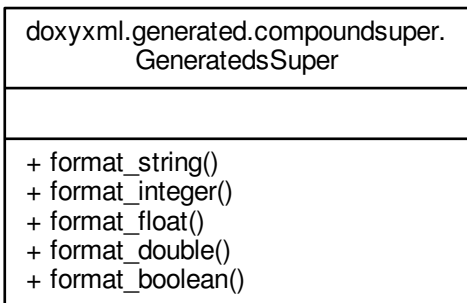 doxyxml.generated.compoundsuper.
GeneratedsSuper
+ format_string()
+ format_integer()
+ format_float()
+ format_double()
+ format_boolean()